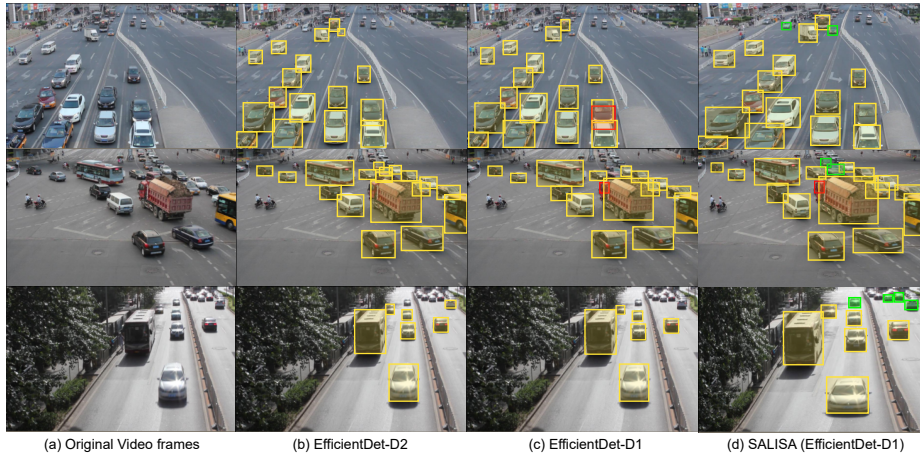 (a) Original Video frames
(b) EfficientDet-D2
(c) EfficientDet-D1
(d) SALISA (EfficientDet-D1)